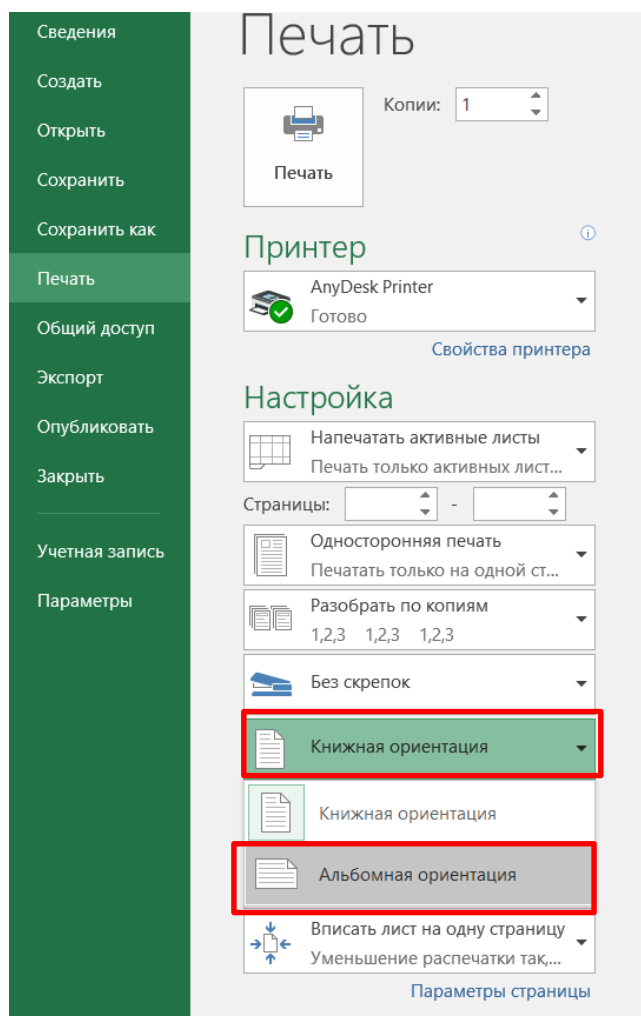 Сведения
Создать
Открыть
Сохранить
Сохранить как
Печать
Общий доступ
Экспорт
Опубликовать
Закрыть
Учетная запись
Параметры
Печать
Печать
Копии: 1
Принтер
AnyDesk Printer
Готово
Свойства принтера
Настройка
Напечатать активные листы
Печать только активных лист...
Страницы: -
Односторонняя печать
Печатать только на одной ст...
Разобрать по копиям
1,2,3 1,2,3 1,2,3
Без скрепок
Книжная ориентация
Книжная ориентация
Альбомная ориентация
Вписать лист на одну страницу
Уменьшение распечатки так,...
Параметры страницы